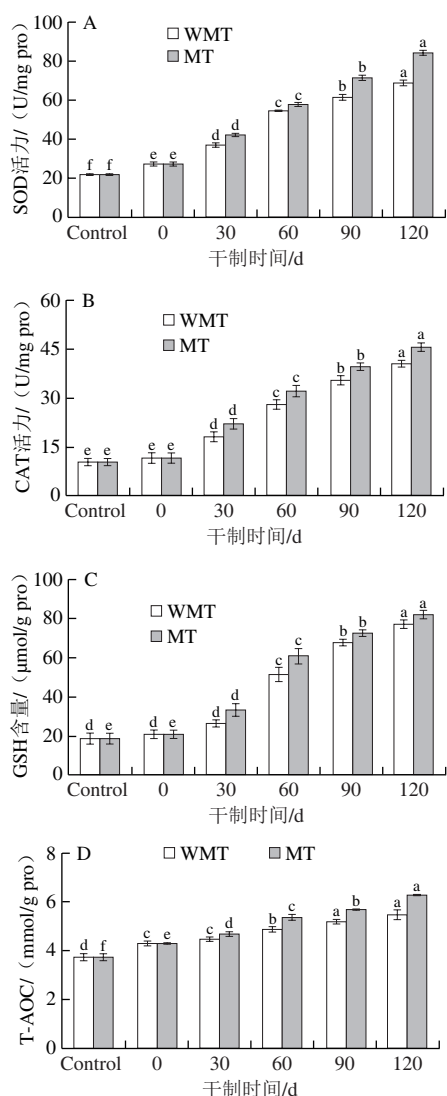 100
A
WMT
MT
80
60
40
20
0
SOD活力/（U/mg pro）
f f
e e
d d
c c
b b
a a
Control 0 30 60 90 120
干制时间/d
60
B
WMT
MT
45
30
15
0
CAT活力/（U/mg pro）
e e
e e
d d
c c
b b
a a
Control 0 30 60 90 120
干制时间/d
100
C
WMT
MT
80
60
40
20
0
GSH含量/（μmol/g pro）
d e
d e
d d
c c
b b
a a
Control 0 30 60 90 120
干制时间/d
8
D
WMT MT
6
4
2
0
T-AOC/（mmol/g pro）
d f
c e
c d
b c
a b
a a
Control 0 30 60 90 120
干制时间/d